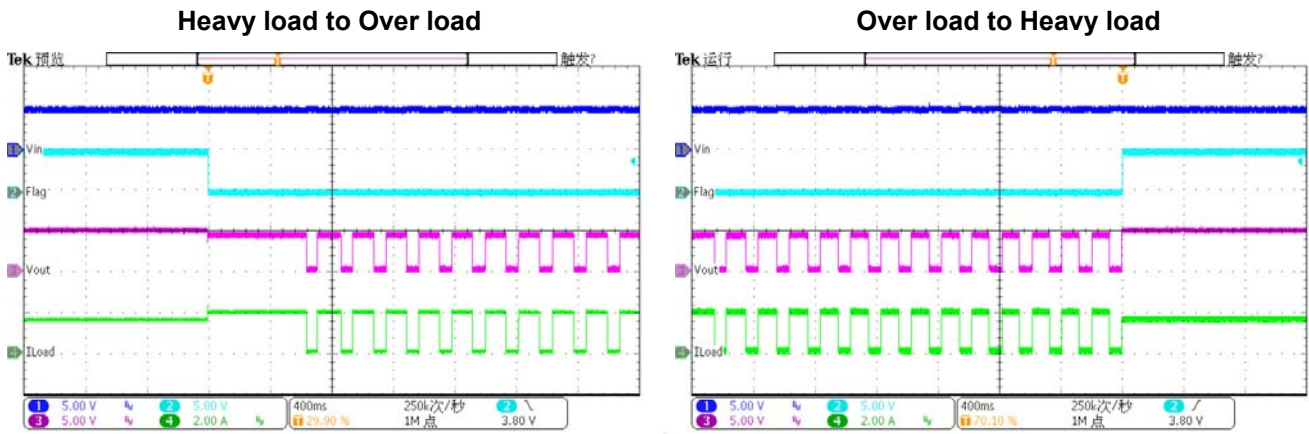 Heavy load to Over load
Tek 预览
触发?
Vin
Flag
Vout
ILoad
1 5.00 V
2 5.00 V
3 5.00 V
4 2.00 A
400ms
29.90 %
250k次/秒
1M 点
2
3.80 V
Over load to Heavy load
Tek 运行
触发?
Vin
Flag
Vout
ILoad
1 5.00 V
2 5.00 V
3 5.00 V
4 2.00 A
400ms
70.10 %
250k次/秒
1M 点
2
3.80 V